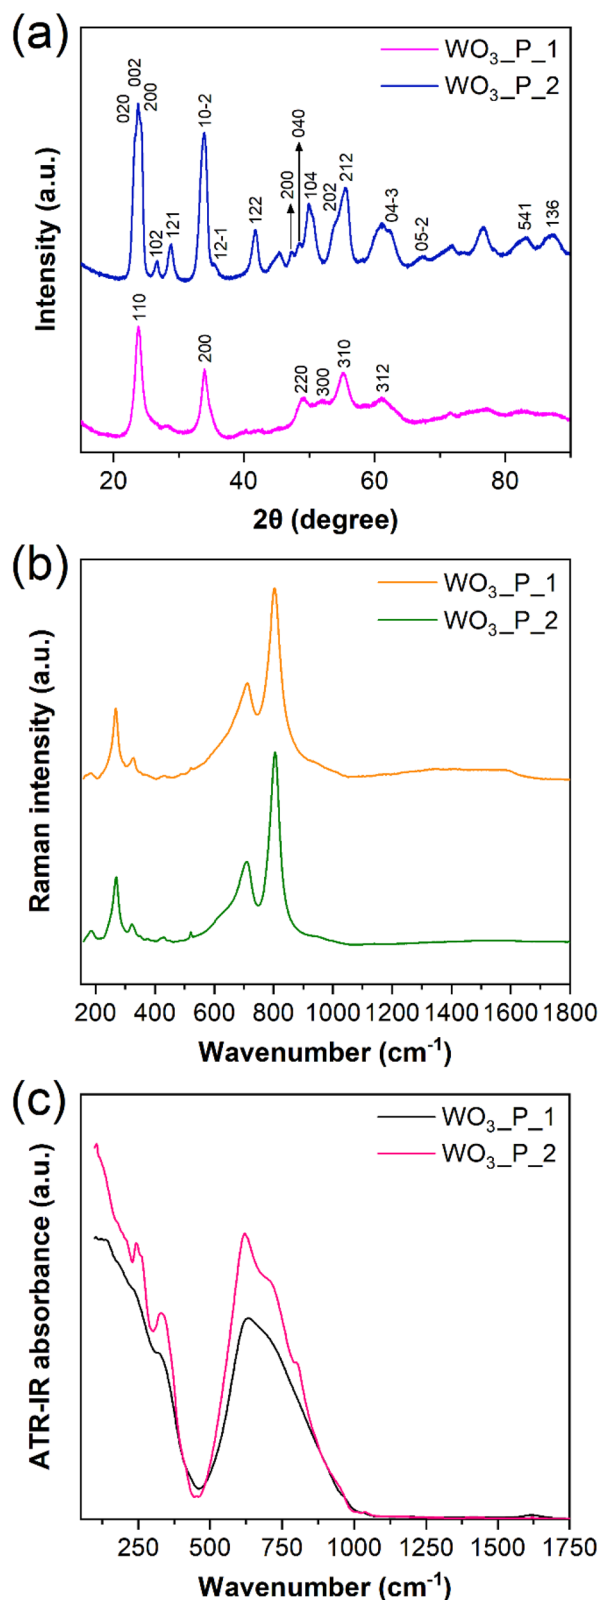 (a)
WO₃_P_1
WO₃_P_2
020
002
200
102
121
10-2
12-1
122
200
040
104
202
212
04-3
05-2
541
136
110
200
220
300
310
312
Intensity (a.u.)
20
40
60
80
2θ (degree)
(b)
WO₃_P_1
WO₃_P_2
Raman intensity (a.u.)
200 400 600 800 1000 1200 1400 1600 1800
Wavenumber (cm⁻¹)
(c)
WO₃_P_1
WO₃_P_2
ATR-IR absorbance (a.u.)
250 500 750 1000 1250 1500 1750
Wavenumber (cm⁻¹)